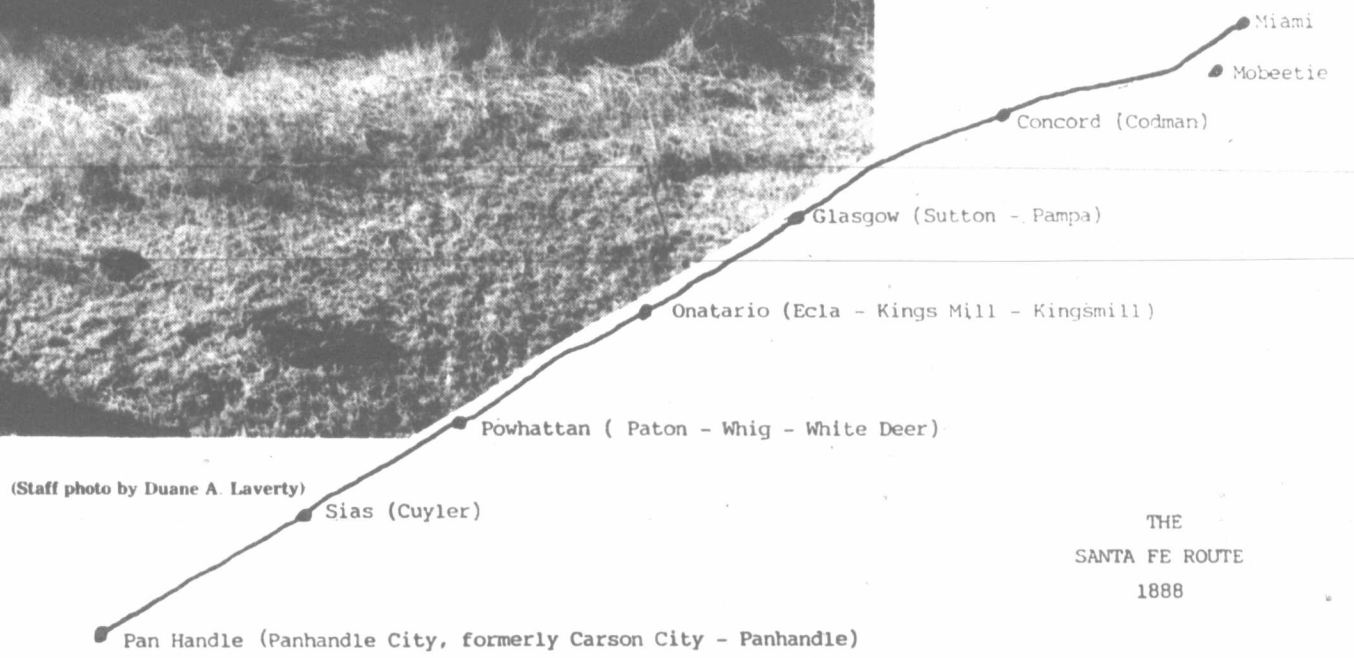 Miami
Mobeetie
Concord (Codman)
Glasgow (Sutton - Pampa)
Onatario (Ecla - Kings Mill - Kingsmill)
Powhattan ( Paton - Whig - White Deer)
(Staff photo by Duane A. Laverty)
Sias (Cuyler)
THE
SANTA FE ROUTE
1888
Pan Handle (Panhandle City, formerly Carson City - Panhandle)